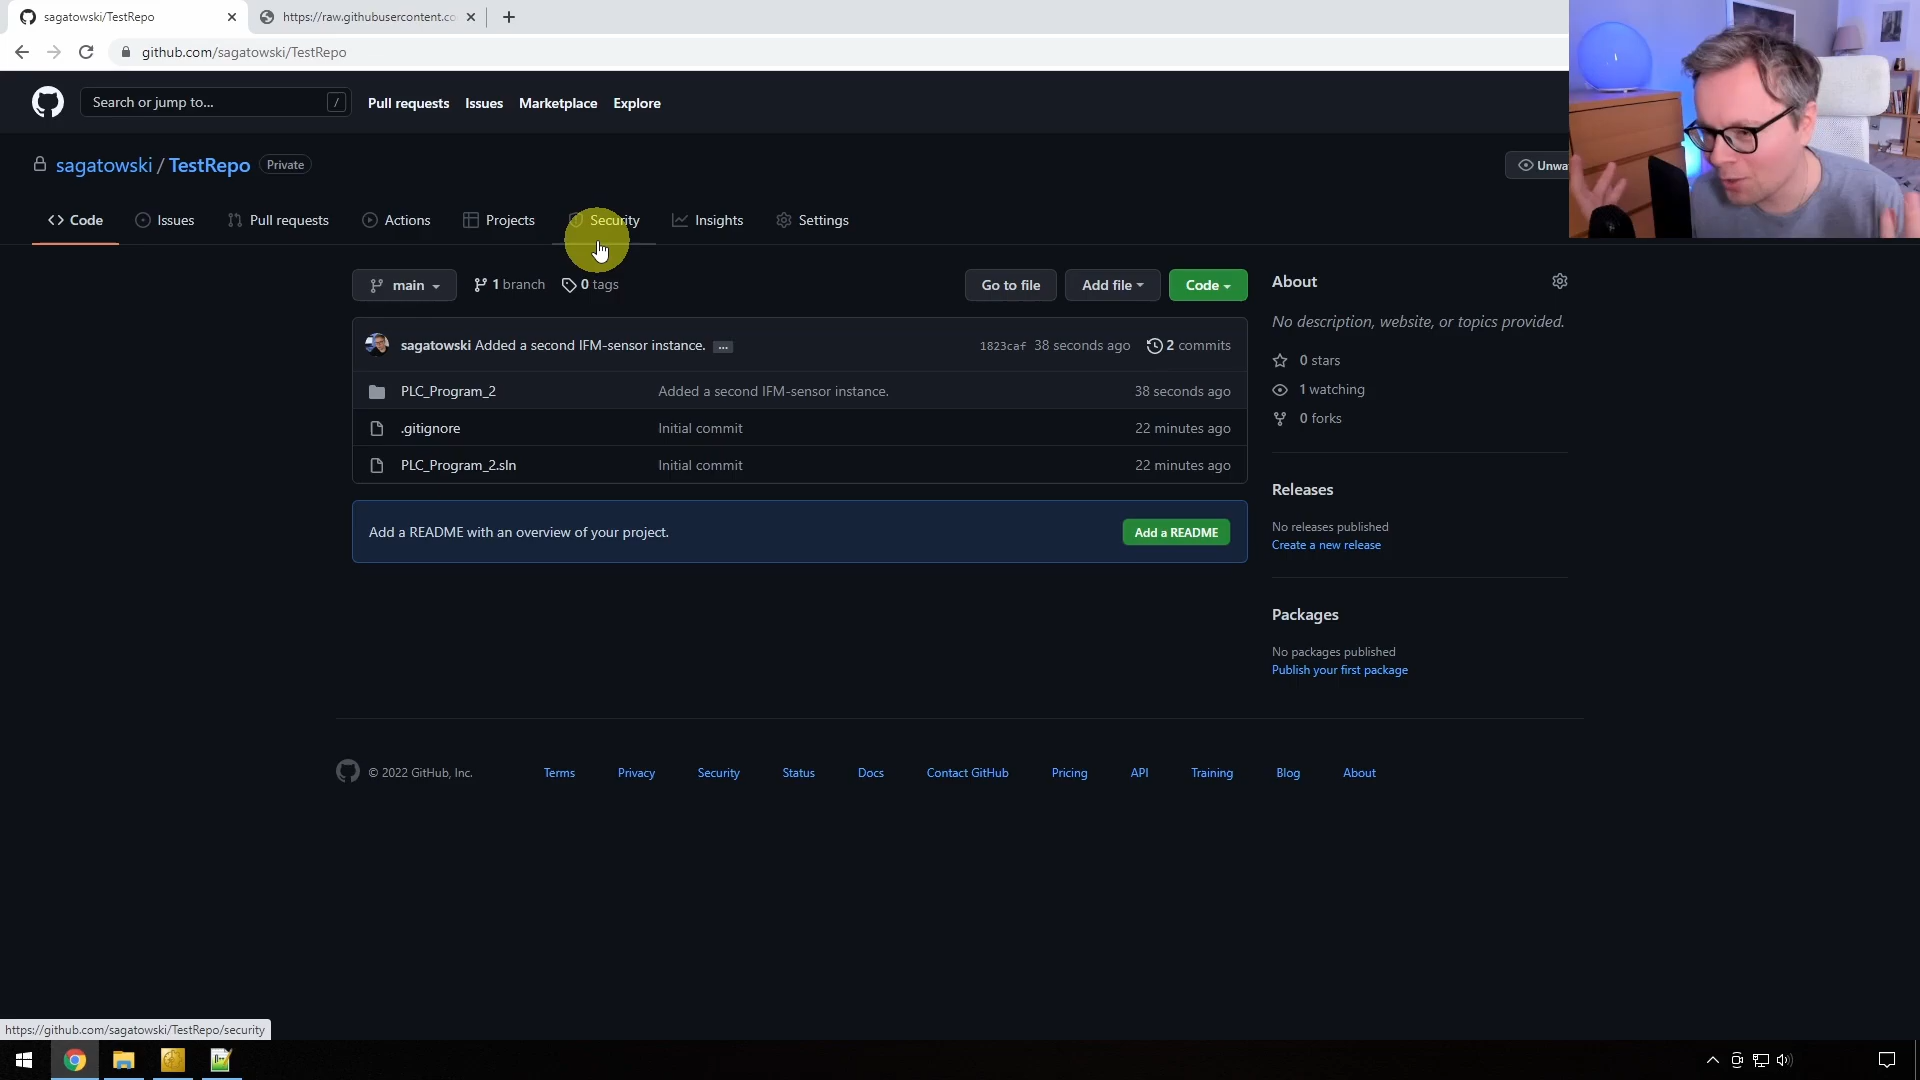 sagatowski/TestRepo
https://raw.githubusercontent.co
github.com/sagatowski/TestRepo
Search or jump to... /
Pull requests Issues Marketplace Explore
sagatowski / TestRepo Private
Unwa
Code Issues Pull requests Actions Projects Security Insights Settings
main 1 branch 0 tags Go to file Add file Code
sagatowski Added a second IFM-sensor instance. ... 1823caf 38 seconds ago 2 commits
PLC_Program_2 Added a second IFM-sensor instance. 38 seconds ago
.gitignore Initial commit 22 minutes ago
PLC_Program_2.sln Initial commit 22 minutes ago
Add a README with an overview of your project. Add a README
About
No description, website, or topics provided.
0 stars
1 watching
0 forks
Releases
No releases published
Create a new release
Packages
No packages published
Publish your first package
© 2022 GitHub, Inc. Terms Privacy Security Status Docs Contact GitHub Pricing API Training Blog About
https://github.com/sagatowski/TestRepo/security